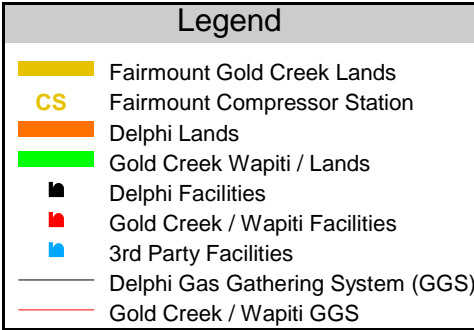 Legend
Fairmount Gold Creek Lands
CS Fairmount Compressor Station
Delphi Lands
Gold Creek Wapiti / Lands
Delphi Facilities
Gold Creek / Wapiti Facilities
3rd Party Facilities
Delphi Gas Gathering System (GGS)
Gold Creek / Wapiti GGS